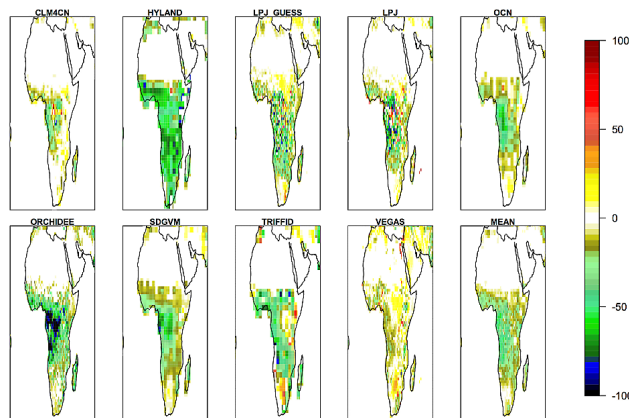 CLM4CN HYLAND LPJ_GUESS LPJ OCN
100
50
0
-50
-100
ORCHIDEE SDGVM TRIFFID VEGAS MEAN